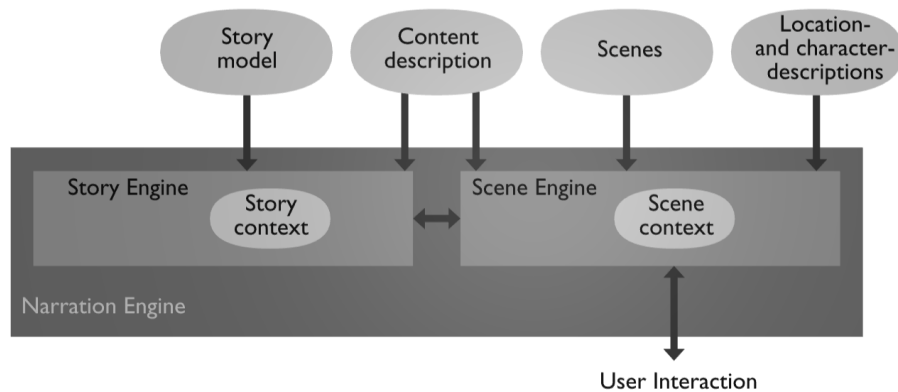 Story
model
Content
description
Scenes
Location-
and character-
descriptions
Story Engine
Story
context
Scene Engine
Scene
context
Narration Engine
User Interaction